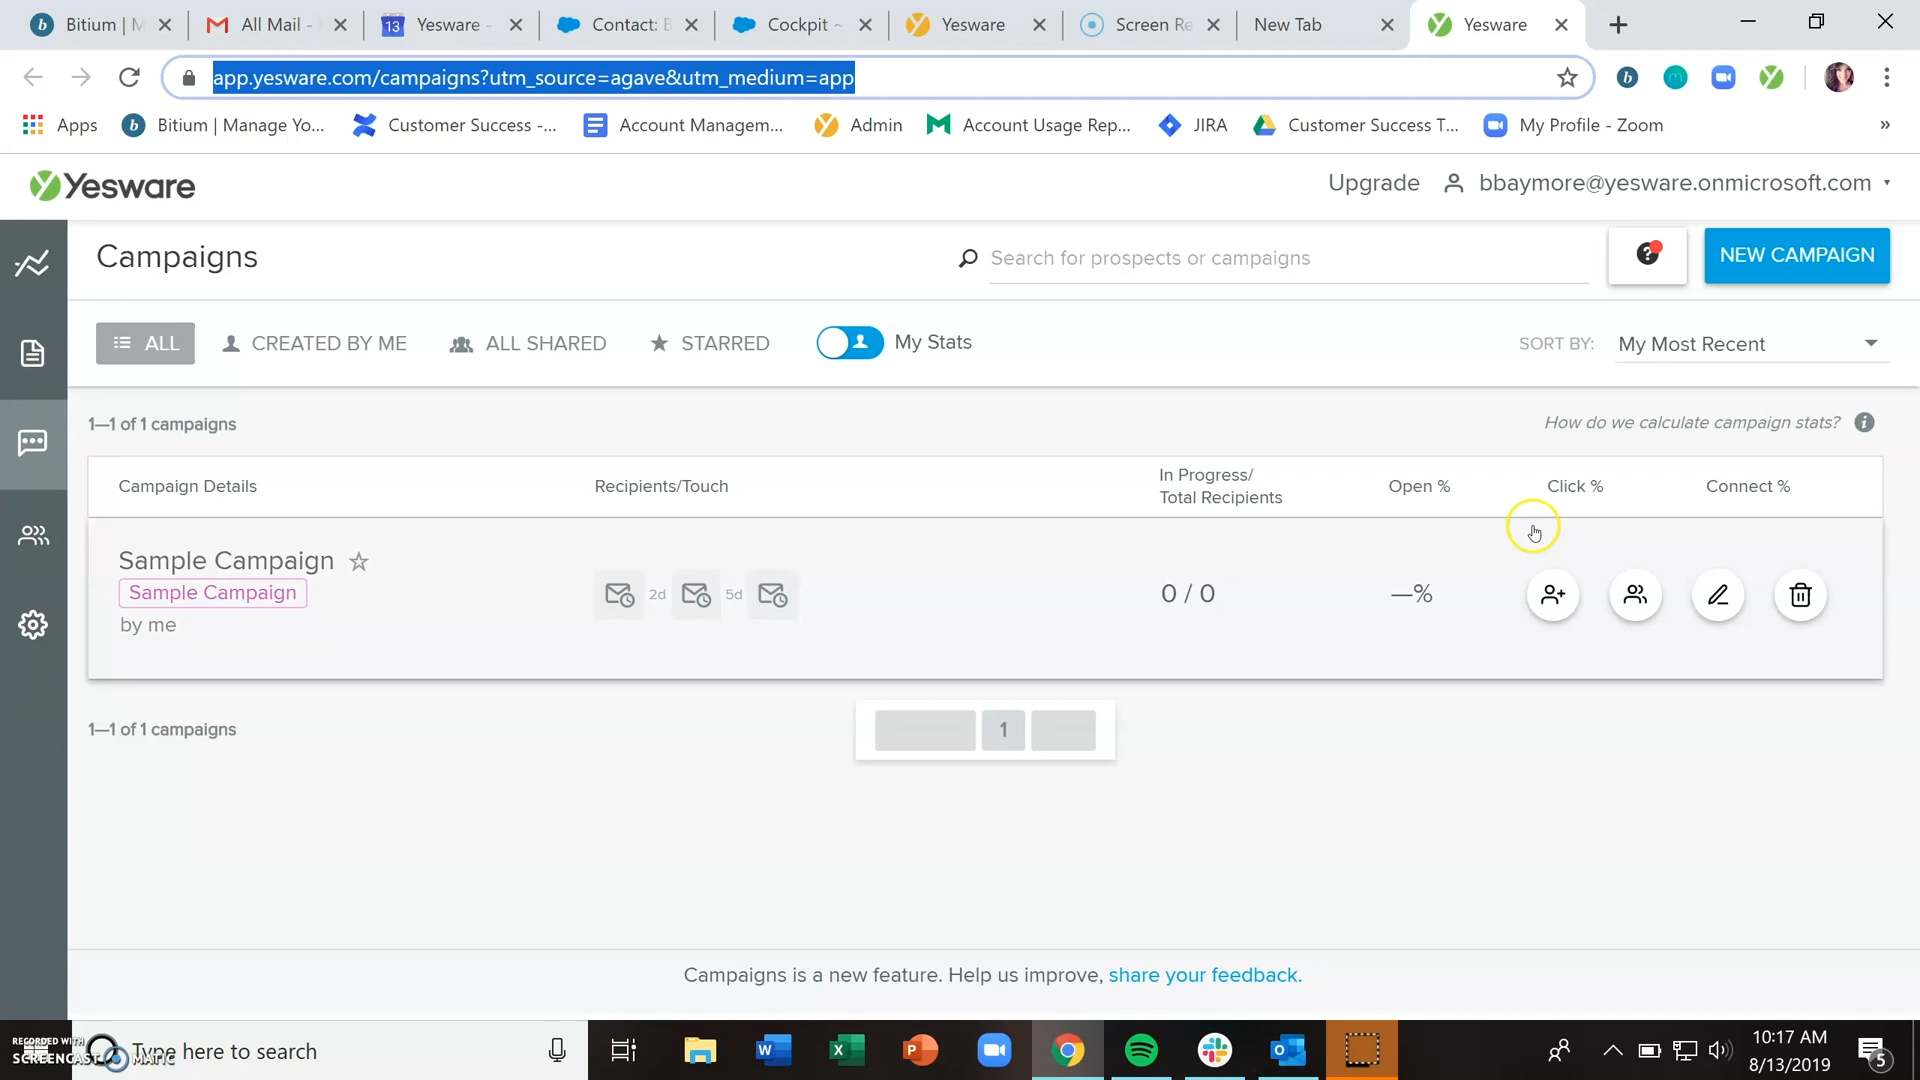 Bitium | M
All Mail -
13 Yesware -
Contact: B
Cockpit ~
Yesware
Screen Re
New Tab
Yesware
app.yesware.com/campaigns?utm_source=agave&utm_medium=app
Apps
b Bitium | Manage Yo...
Customer Success -...
Account Managem...
Admin
Account Usage Rep...
JIRA
Customer Success T...
My Profile - Zoom
»
Yesware
Upgrade
bbaymore@yesware.onmicrosoft.com
Campaigns
Search for prospects or campaigns
NEW CAMPAIGN
ALL
CREATED BY ME
ALL SHARED
STARRED
My Stats
SORT BY: My Most Recent
1—1 of 1 campaigns
How do we calculate campaign stats?
Campaign Details
Recipients/Touch
In Progress/
Total Recipients
Open %
Click %
Connect %
Sample Campaign
Sample Campaign
by me
2d
5d
0 / 0
—%
1—1 of 1 campaigns
1
Campaigns is a new feature. Help us improve, share your feedback.
RECORDED WITH
SCREENCAST MATIC
Type here to search
10:17 AM
8/13/2019
5